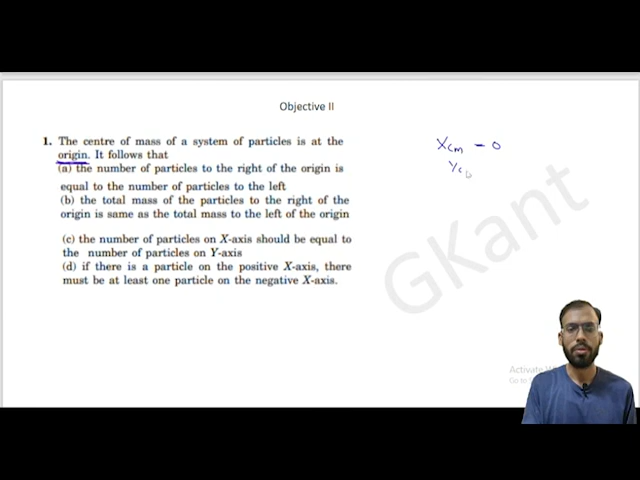 Objective II
1. The centre of mass of a system of particles is at the
origin. It follows that
(a) the number of particles to the right of the origin is
equal to the number of particles to the left
(b) the total mass of the particles to the right of the
origin is same as the total mass to the left of the origin
(c) the number of particles on X-axis should be equal to
the number of particles on Y-axis
(d) if there is a particle on the positive X-axis, there
must be at least one particle on the negative X-axis.
Xcm = 0
Yc
GKant
Activate
Go to